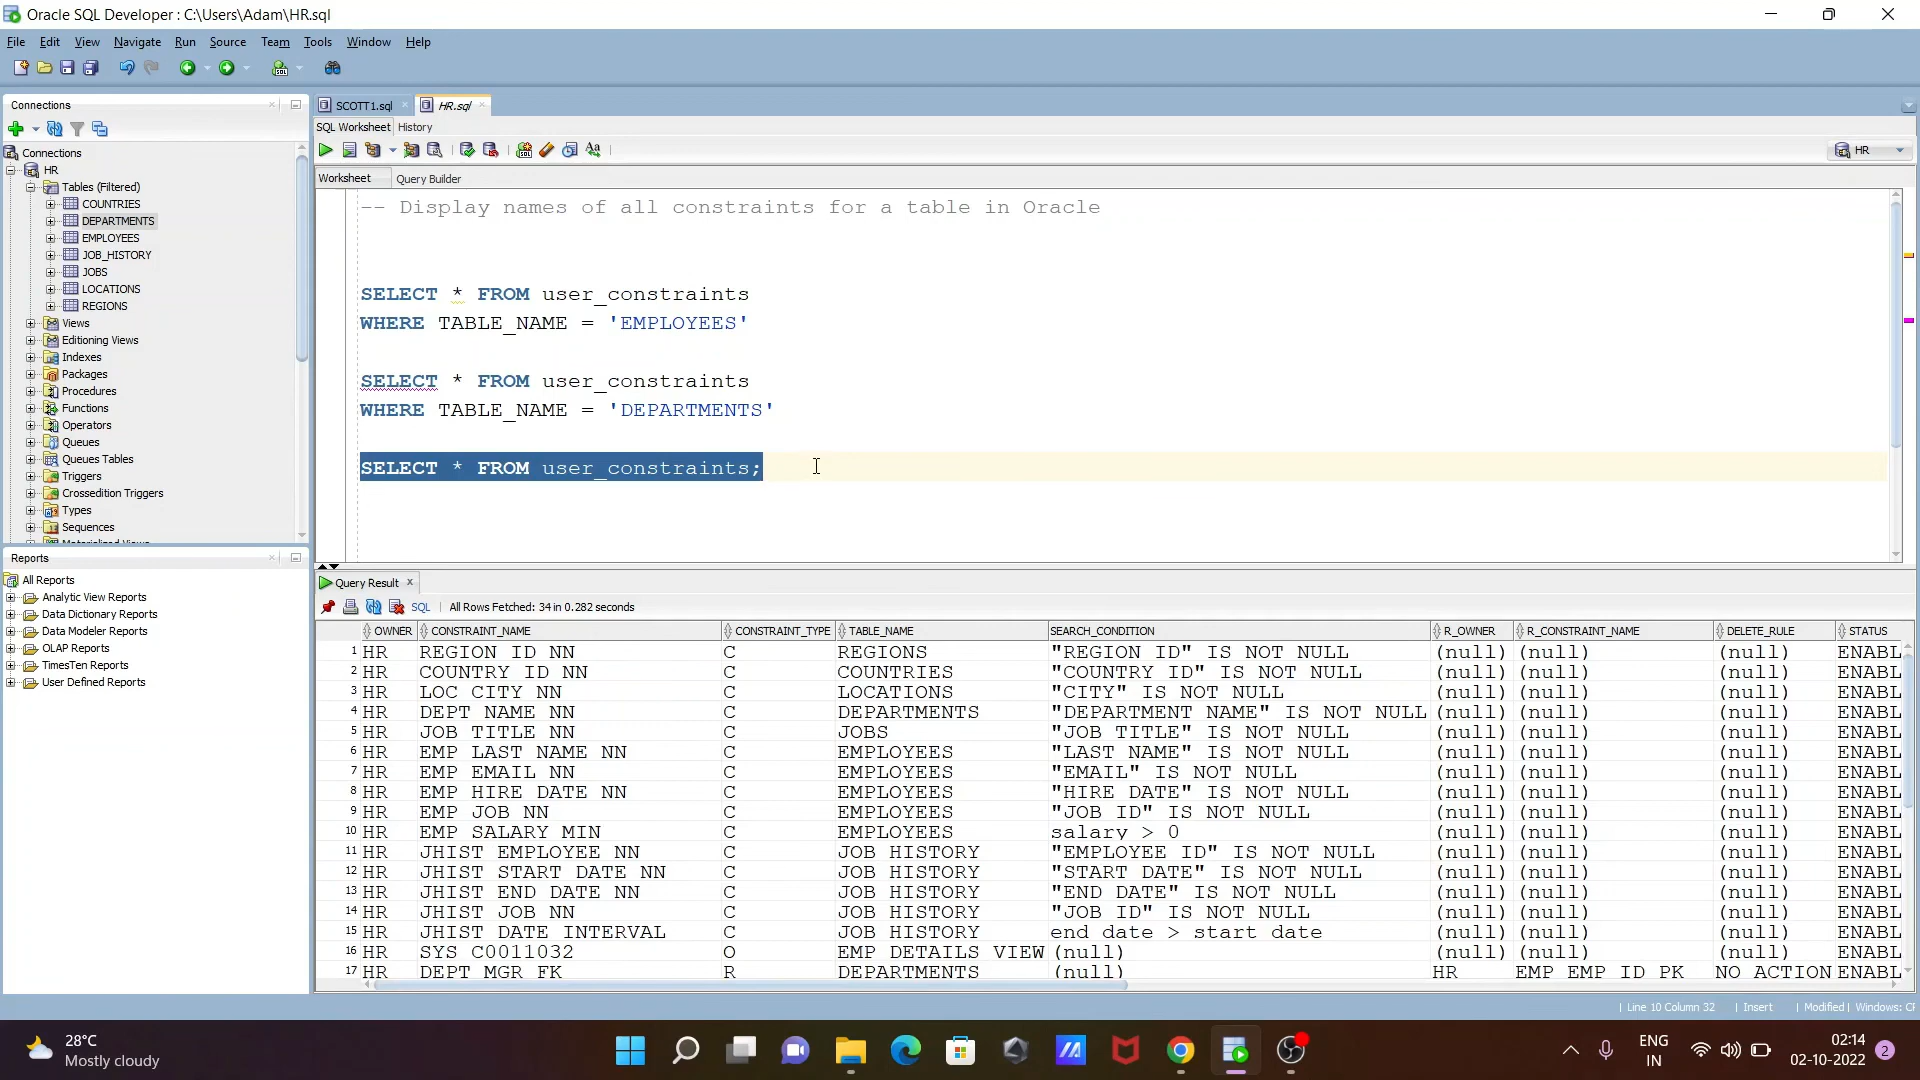 Oracle SQL Developer : C:\Users\Adam\HR.sql
File Edit View Navigate Run Source Team Tools Window Help
Connections
Connections
HR
Tables (Filtered)
COUNTRIES
DEPARTMENTS
EMPLOYEES
JOB_HISTORY
JOBS
LOCATIONS
REGIONS
Views
Editioning Views
Indexes
Packages
Procedures
Functions
Operators
Queues
Queues Tables
Triggers
Crossedition Triggers
Types
Sequences
Reports
All Reports
Analytic View Reports
Data Dictionary Reports
Data Modeler Reports
OLAP Reports
TimesTen Reports
User Defined Reports
SCOTT1.sql HR.sql
SQL Worksheet History
HR
Worksheet Query Builder
-- Display names of all constraints for a table in Oracle
SELECT * FROM user_constraints
WHERE TABLE_NAME = 'EMPLOYEES'
SELECT * FROM user_constraints
WHERE TABLE_NAME = 'DEPARTMENTS'
SELECT * FROM user_constraints;
Query Result
SQL All Rows Fetched: 34 in 0.282 seconds
OWNER CONSTRAINT_NAME CONSTRAINT_TYPE TABLE_NAME SEARCH_CONDITION R_OWNER R_CONSTRAINT_NAME DELETE_RULE STATUS
1 HR REGION ID NN C REGIONS "REGION ID" IS NOT NULL (null) (null) (null) ENABL
2 HR COUNTRY ID NN C COUNTRIES "COUNTRY ID" IS NOT NULL (null) (null) (null) ENABL
3 HR LOC CITY NN C LOCATIONS "CITY" IS NOT NULL (null) (null) (null) ENABL
4 HR DEPT NAME NN C DEPARTMENTS "DEPARTMENT NAME" IS NOT NULL (null) (null) (null) ENABL
5 HR JOB TITLE NN C JOBS "JOB TITLE" IS NOT NULL (null) (null) (null) ENABL
6 HR EMP LAST NAME NN C EMPLOYEES "LAST NAME" IS NOT NULL (null) (null) (null) ENABL
7 HR EMP EMAIL NN C EMPLOYEES "EMAIL" IS NOT NULL (null) (null) (null) ENABL
8 HR EMP HIRE DATE NN C EMPLOYEES "HIRE DATE" IS NOT NULL (null) (null) (null) ENABL
9 HR EMP JOB NN C EMPLOYEES "JOB ID" IS NOT NULL (null) (null) (null) ENABL
10 HR EMP SALARY MIN C EMPLOYEES salary > 0 (null) (null) (null) ENABL
11 HR JHIST EMPLOYEE NN C JOB HISTORY "EMPLOYEE ID" IS NOT NULL (null) (null) (null) ENABL
12 HR JHIST START DATE NN C JOB HISTORY "START DATE" IS NOT NULL (null) (null) (null) ENABL
13 HR JHIST END DATE NN C JOB HISTORY "END DATE" IS NOT NULL (null) (null) (null) ENABL
14 HR JHIST JOB NN C JOB HISTORY "JOB ID" IS NOT NULL (null) (null) (null) ENABL
15 HR JHIST DATE INTERVAL C JOB HISTORY end date > start date (null) (null) (null) ENABL
16 HR SYS C0011032 O EMP DETAILS VIEW (null) (null) (null) (null) ENABL
17 HR DEPT MGR FK R DEPARTMENTS (null) HR EMP EMP ID PK NO ACTION ENABL
Line 10 Column 32 Insert Modified Windows: CF
28°C
Mostly cloudy
ENG
IN
02:14
02-10-2022
2